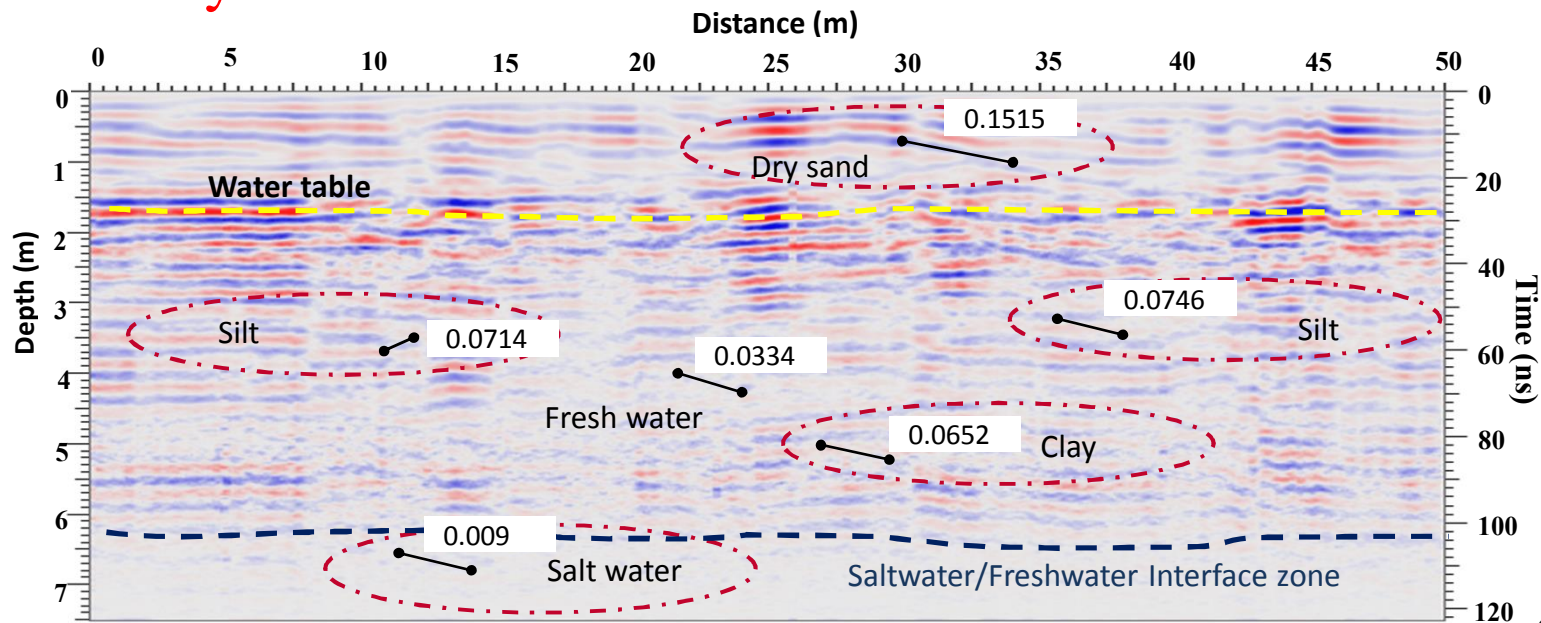 Distance (m)
0 5 10 15 20 25 30 35 40 45 50
0 0
0.1515
1 Dry sand
Water table 20
2
40
3 0.0746
Silt 0.0714 Silt
0.0334 60
4
Fresh water
0.0652
5 Clay 80
6 100
0.009
Salt water Saltwater/Freshwater Interface zone
7
120
Depth (m)
Time (ns)